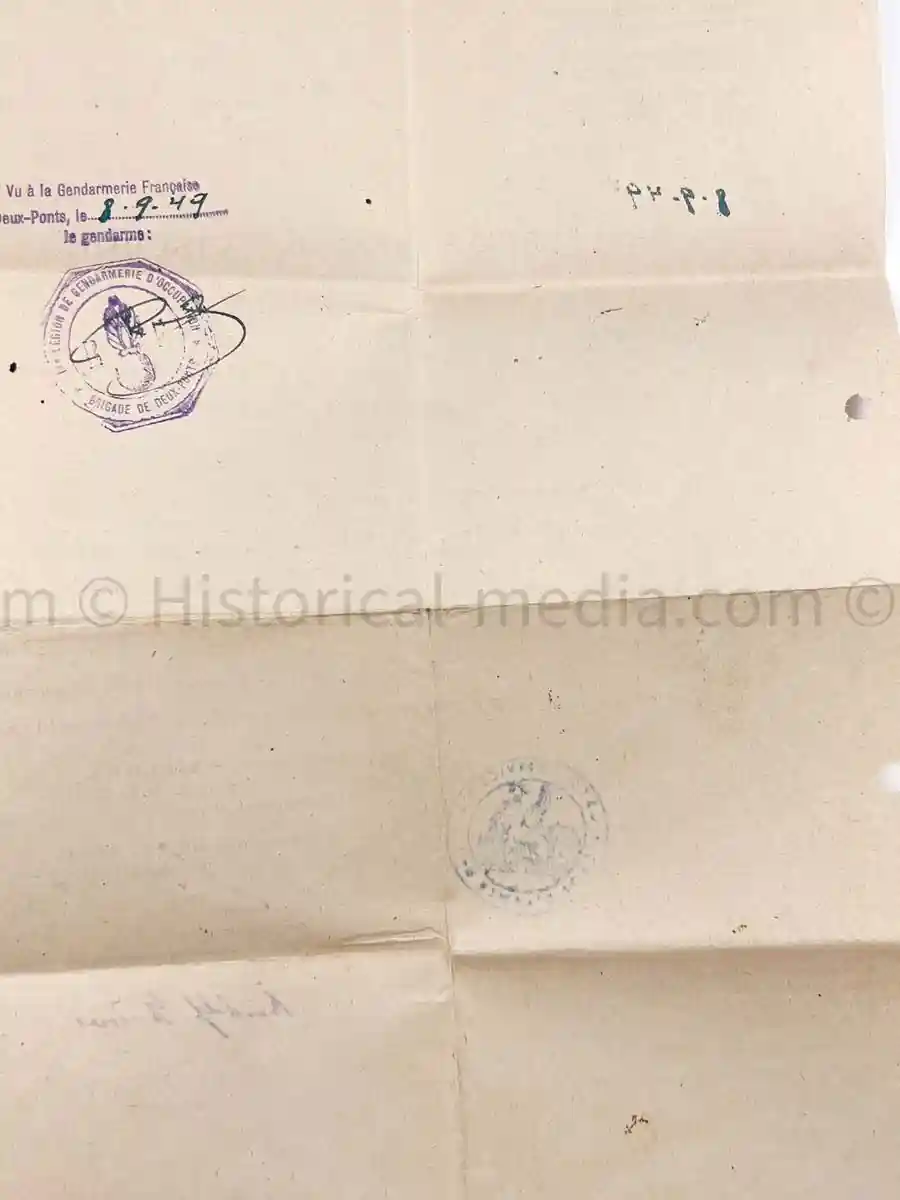 Vu à la Gendarmerie Française
eux-Ponts, le 8.9.49
le gendarme:
LÉGION DE GENDARMERIE D'OCCUPATION
BRIGADE DE DEUX-PONTS
8.9.49
m © Historical-media.com ©